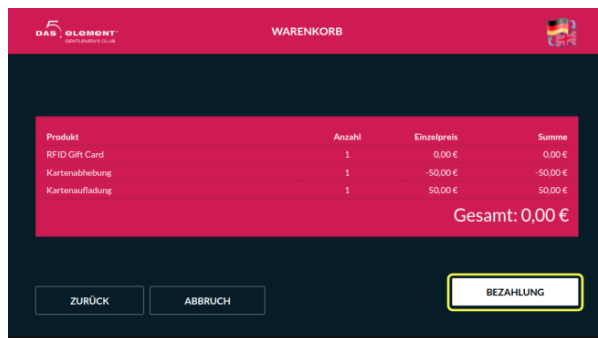 5
DAS element
GENTLEMEN'S CLUB
WARENKORB
Produkt Anzahl Einzelpreis Summe
RFID Gift Card 1 0,00 € 0,00 €
Kartenabhebung 1 -50,00 € -50,00 €
Kartenaufladung 1 50,00 € 50,00 €
Gesamt: 0,00 €
ZURÜCK ABBRUCH BEZAHLUNG